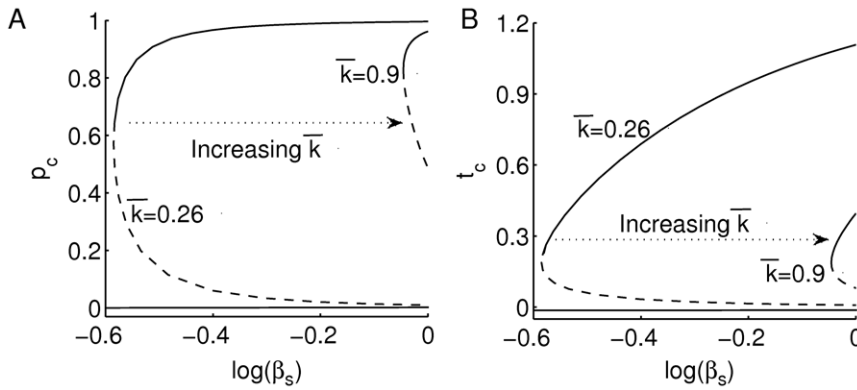 A
1
0.8
0.6
0.4
0.2
0
p_c
k̅=0.9
Increasing k̅
k̅=0.26
−0.6
−0.4
−0.2
0
log(β_s)
B
1.2
0.9
0.6
0.3
0
t_c
k̅=0.26
Increasing k̅
k̅=0.9
−0.6
−0.4
−0.2
0
log(β_s)